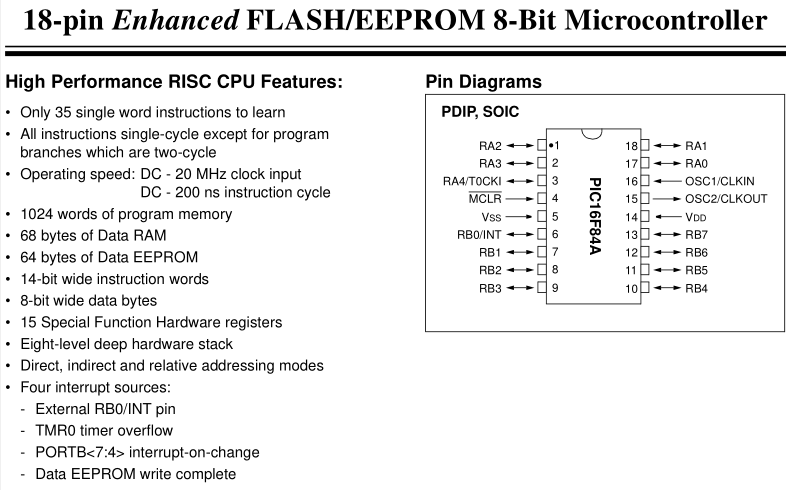 18-pin Enhanced FLASH/EEPROM 8-Bit Microcontroller
High Performance RISC CPU Features:
• Only 35 single word instructions to learn
• All instructions single-cycle except for program
branches which are two-cycle
• Operating speed: DC - 20 MHz clock input
DC - 200 ns instruction cycle
• 1024 words of program memory
• 68 bytes of Data RAM
• 64 bytes of Data EEPROM
• 14-bit wide instruction words
• 8-bit wide data bytes
• 15 Special Function Hardware registers
• Eight-level deep hardware stack
• Direct, indirect and relative addressing modes
• Four interrupt sources:
- External RB0/INT pin
- TMR0 timer overflow
- PORTB<7:4> interrupt-on-change
- Data EEPROM write complete
Pin Diagrams
PDIP, SOIC
RA2 1 18 RA1
RA3 2 17 RA0
RA4/T0CKI 3 16 OSC1/CLKIN
MCLR 4 15 OSC2/CLKOUT
VSS 5 14 VDD
RB0/INT 6 13 RB7
RB1 7 12 RB6
RB2 8 11 RB5
RB3 9 10 RB4
PIC16F84A